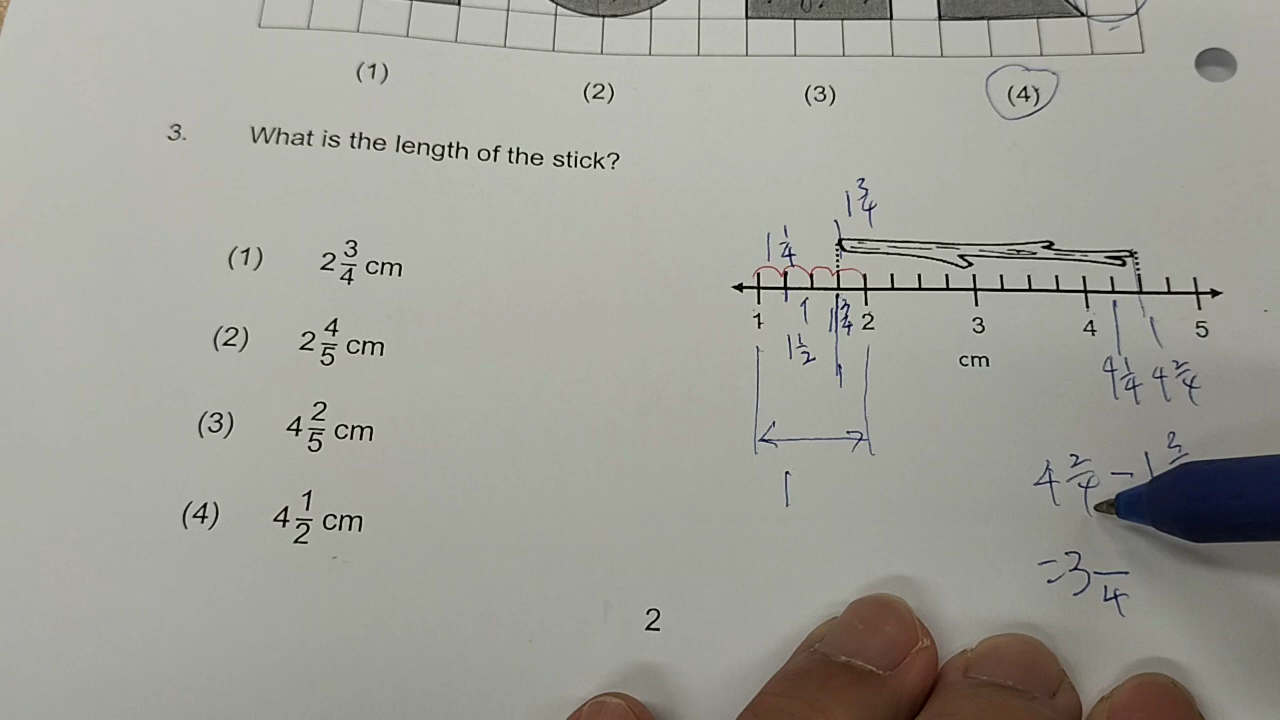 (1) (2) (3) (4)
3. What is the length of the stick?
1 3/4
1 1/4
(1) 2 3/4 cm
1 2 3 4 5
1 3/4
(2) 2 4/5 cm
1 1/2
cm
4 1/4 4 2/4
(3) 4 2/5 cm
4 2/4 - 1
1
(4) 4 1/2 cm
=3 /4
2